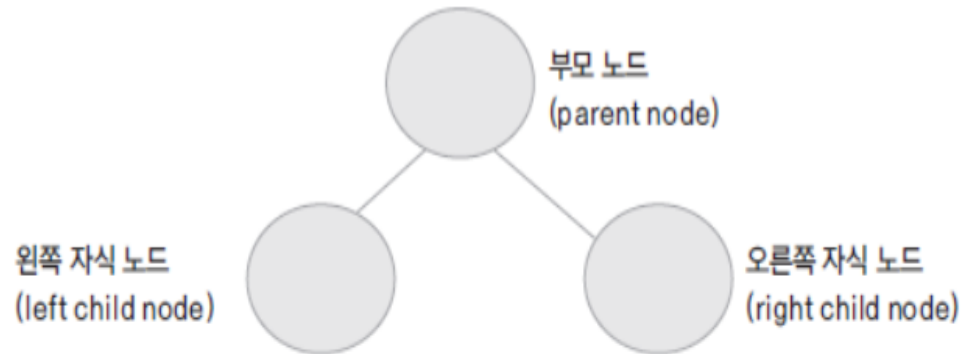 부모 노드
(parent node)
왼쪽 자식 노드
(left child node)
오른쪽 자식 노드
(right child node)